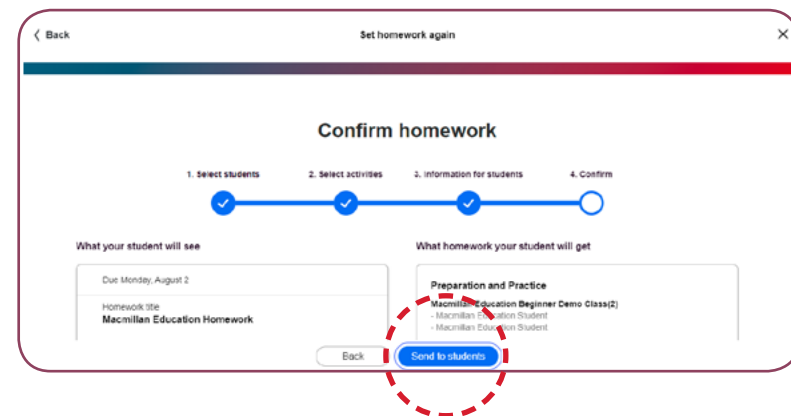 Back
Set homework again
Confirm homework
1. Select students
2. Select activities
3. Information for students
4. Confirm
What your student will see
What homework your student will get
Due Monday, August 2
Homework title
Macmillan Education Homework
Preparation and Practice
Macmillan Education Beginner Demo Class(2)
- Macmillan Education Student
- Macmillan Education Student
Back
Send to students